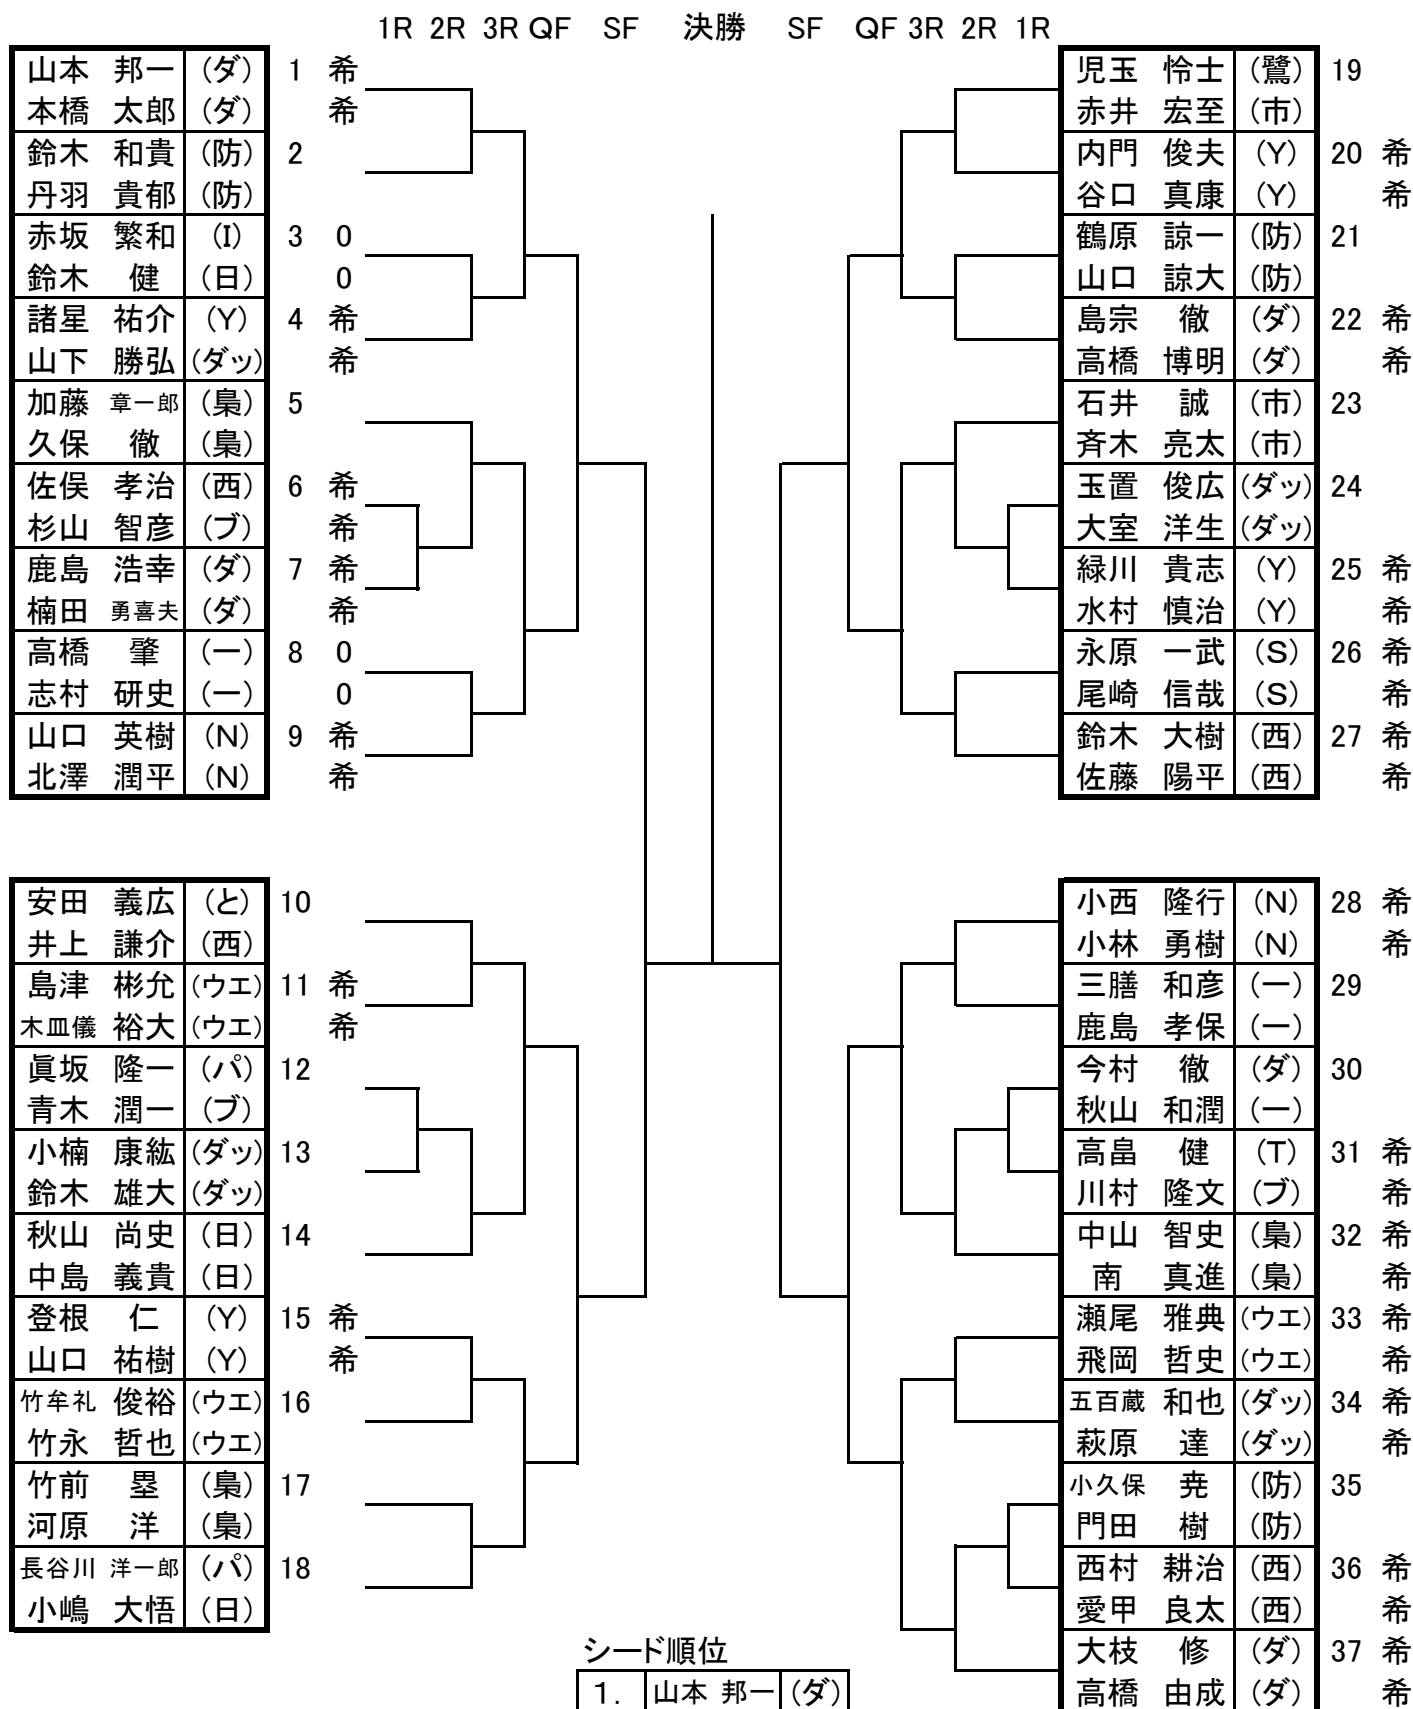 1R 2R 3R QF SF 決勝 SF QF 3R 2R 1R
山本 邦一 (ダ) 1 希
本橋 太郎 (ダ) 希
鈴木 和貴 (防) 2
丹羽 貴郁 (防)
赤坂 繁和 (I) 3 0
鈴木 健 (日) 0
諸星 祐介 (Y) 4 希
山下 勝弘 (ダッ) 希
加藤 章一郎 (梟) 5
久保 徹 (梟)
佐俣 孝治 (西) 6 希
杉山 智彦 (ブ) 希
鹿島 浩幸 (ダ) 7 希
楠田 勇喜夫 (ダ) 希
高橋 肇 (一) 8 0
志村 研史 (一) 0
山口 英樹 (N) 9 希
北澤 潤平 (N) 希
安田 義広 (と) 10
井上 謙介 (西)
島津 彬允 (ウエ) 11 希
木皿儀 裕大 (ウエ) 希
眞坂 隆一 (パ) 12
青木 潤一 (ブ)
小楠 康紘 (ダッ) 13
鈴木 雄大 (ダッ)
秋山 尚史 (日) 14
中島 義貴 (日)
登根 仁 (Y) 15 希
山口 祐樹 (Y) 希
竹牟礼 俊裕 (ウエ) 16
竹永 哲也 (ウエ)
竹前 塁 (梟) 17
河原 洋 (梟)
長谷川 洋一郎 (パ) 18
小嶋 大悟 (日)
児玉 怜士 (鷺) 19
赤井 宏至 (市)
内門 俊夫 (Y) 20 希
谷口 真康 (Y) 希
鶴原 諒一 (防) 21
山口 諒大 (防)
島宗 徹 (ダ) 22 希
高橋 博明 (ダ) 希
石井 誠 (市) 23
斉木 亮太 (市)
玉置 俊広 (ダッ) 24
大室 洋生 (ダッ)
緑川 貴志 (Y) 25 希
水村 慎治 (Y) 希
永原 一武 (S) 26 希
尾崎 信哉 (S) 希
鈴木 大樹 (西) 27 希
佐藤 陽平 (西) 希
小西 隆行 (N) 28 希
小林 勇樹 (N) 希
三膳 和彦 (一) 29
鹿島 孝保 (一)
今村 徹 (ダ) 30
秋山 和潤 (一)
高畠 健 (T) 31 希
川村 隆文 (ブ) 希
中山 智史 (梟) 32 希
南 真進 (梟) 希
瀬尾 雅典 (ウエ) 33 希
飛岡 哲史 (ウエ) 希
五百蔵 和也 (ダッ) 34 希
萩原 達 (ダッ) 希
小久保 尭 (防) 35
門田 樹 (防)
西村 耕治 (西) 36 希
愛甲 良太 (西) 希
大枝 修 (ダ) 37 希
高橋 由成 (ダ) 希
シード順位
1. 山本 邦一 (ダ)